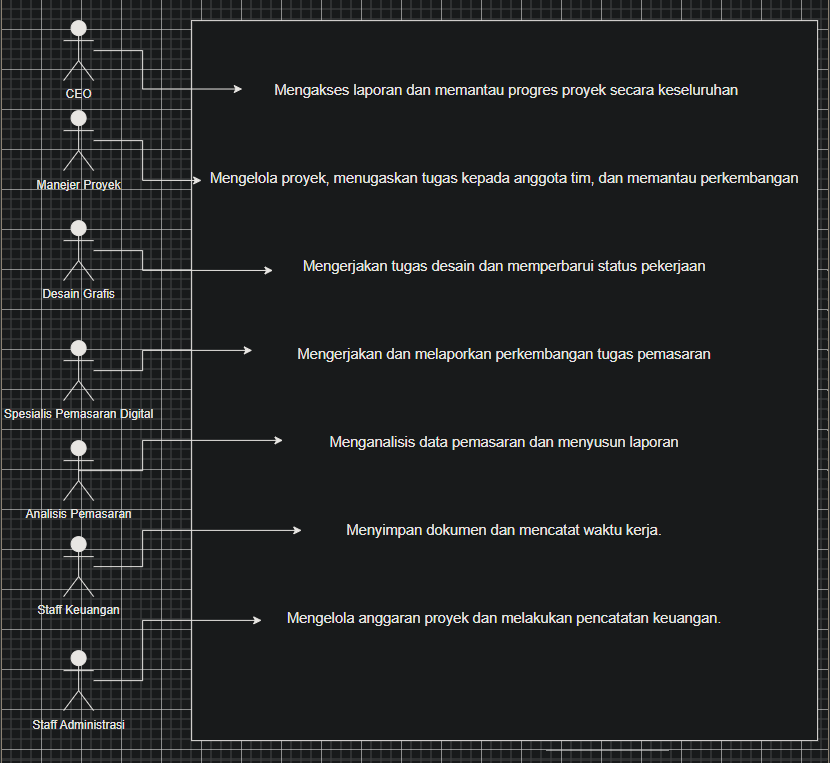 CEO
Mengakses laporan dan memantau progres proyek secara keseluruhan
Manejer Proyek
Mengelola proyek, menugaskan tugas kepada anggota tim, dan memantau perkembangan
Desain Grafis
Mengerjakan tugas desain dan memperbarui status pekerjaan
Spesialis Pemasaran Digital
Mengerjakan dan melaporkan perkembangan tugas pemasaran
Analisis Pemasaran
Menganalisis data pemasaran dan menyusun laporan
Staff Keuangan
Menyimpan dokumen dan mencatat waktu kerja.
Staff Administrasi
Mengelola anggaran proyek dan melakukan pencatatan keuangan.